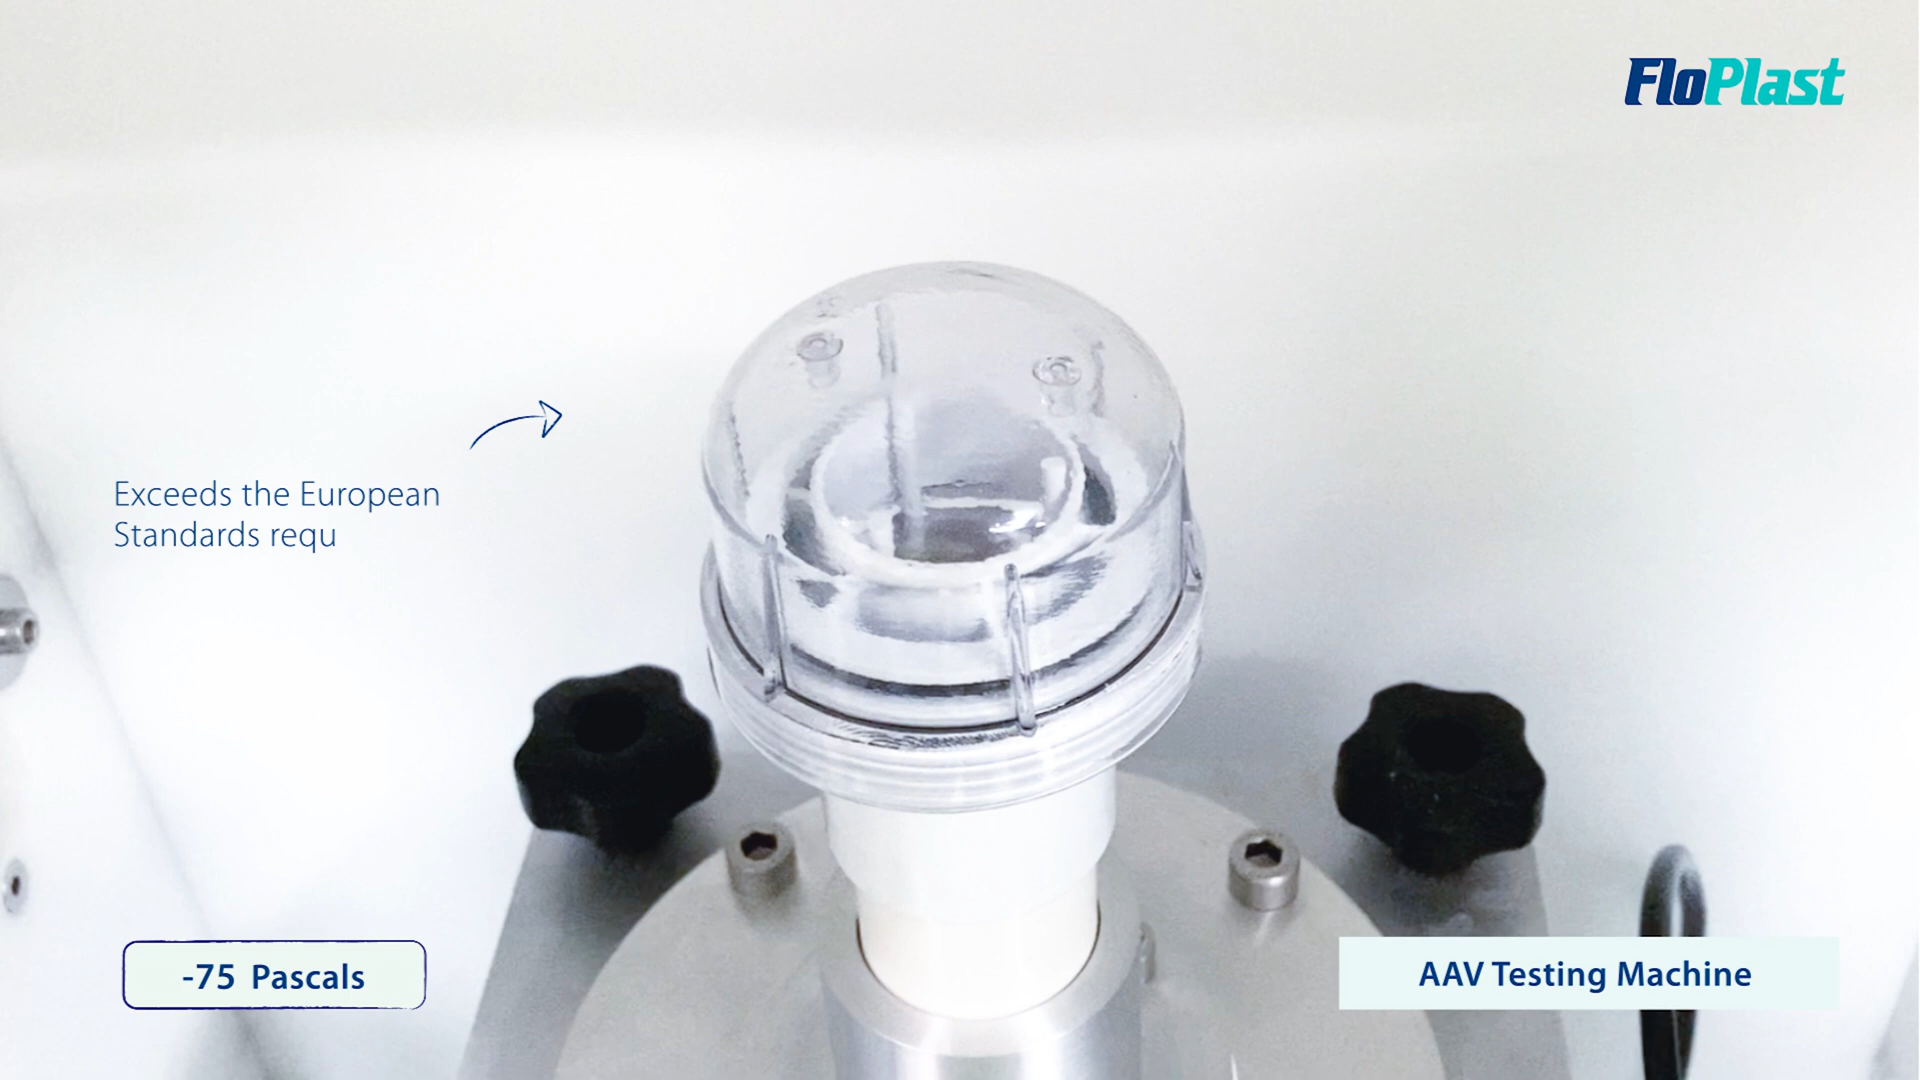 FloPlast
Exceeds the European
Standards requ
-75 Pascals
AAV Testing Machine